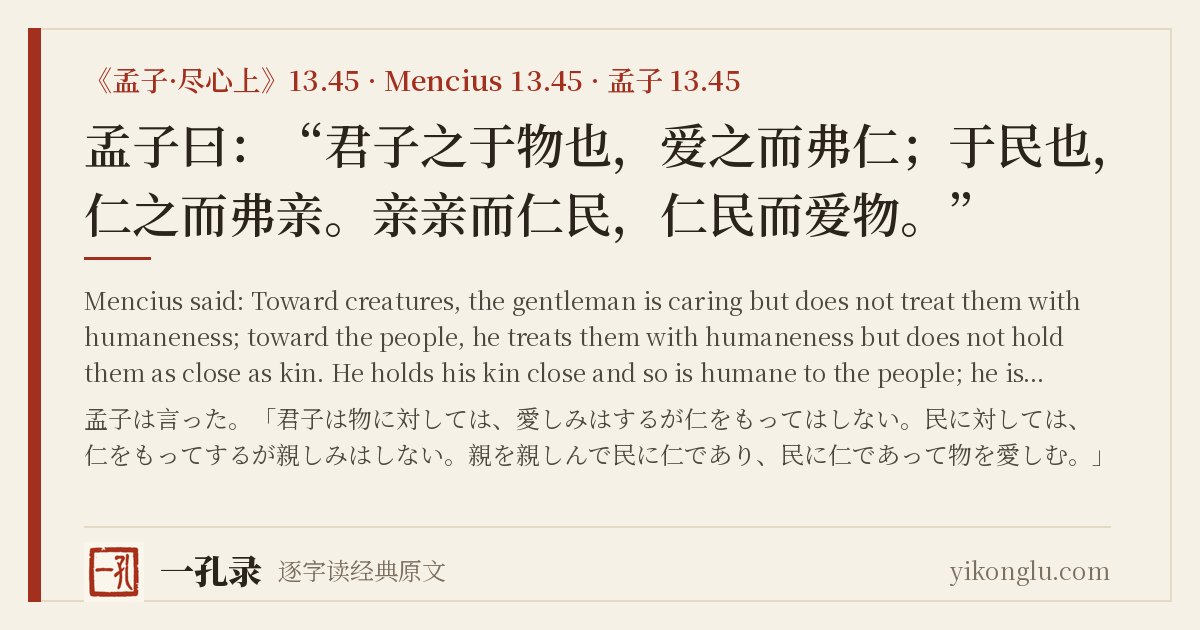 《孟子·尽心上》13.45 · Mencius 13.45 · 孟子 13.45
孟子曰：“君子之于物也，爱之而弗仁；于民也，
仁之而弗亲。亲亲而仁民，仁民而爱物。”
Mencius said: Toward creatures, the gentleman is caring but does not treat them with
humaneness; toward the people, he treats them with humaneness but does not hold
them as close as kin. He holds his kin close and so is humane to the people; he is...
孟子は言った。「君子は物に対しては、愛しみはするが仁をもってはしない。民に対しては、
仁をもってするが親しみはしない。親を親しんで民に仁であり、民に仁であって物を愛しむ。」
一孔
一孔录 逐字读经典原文
yikonglu.com